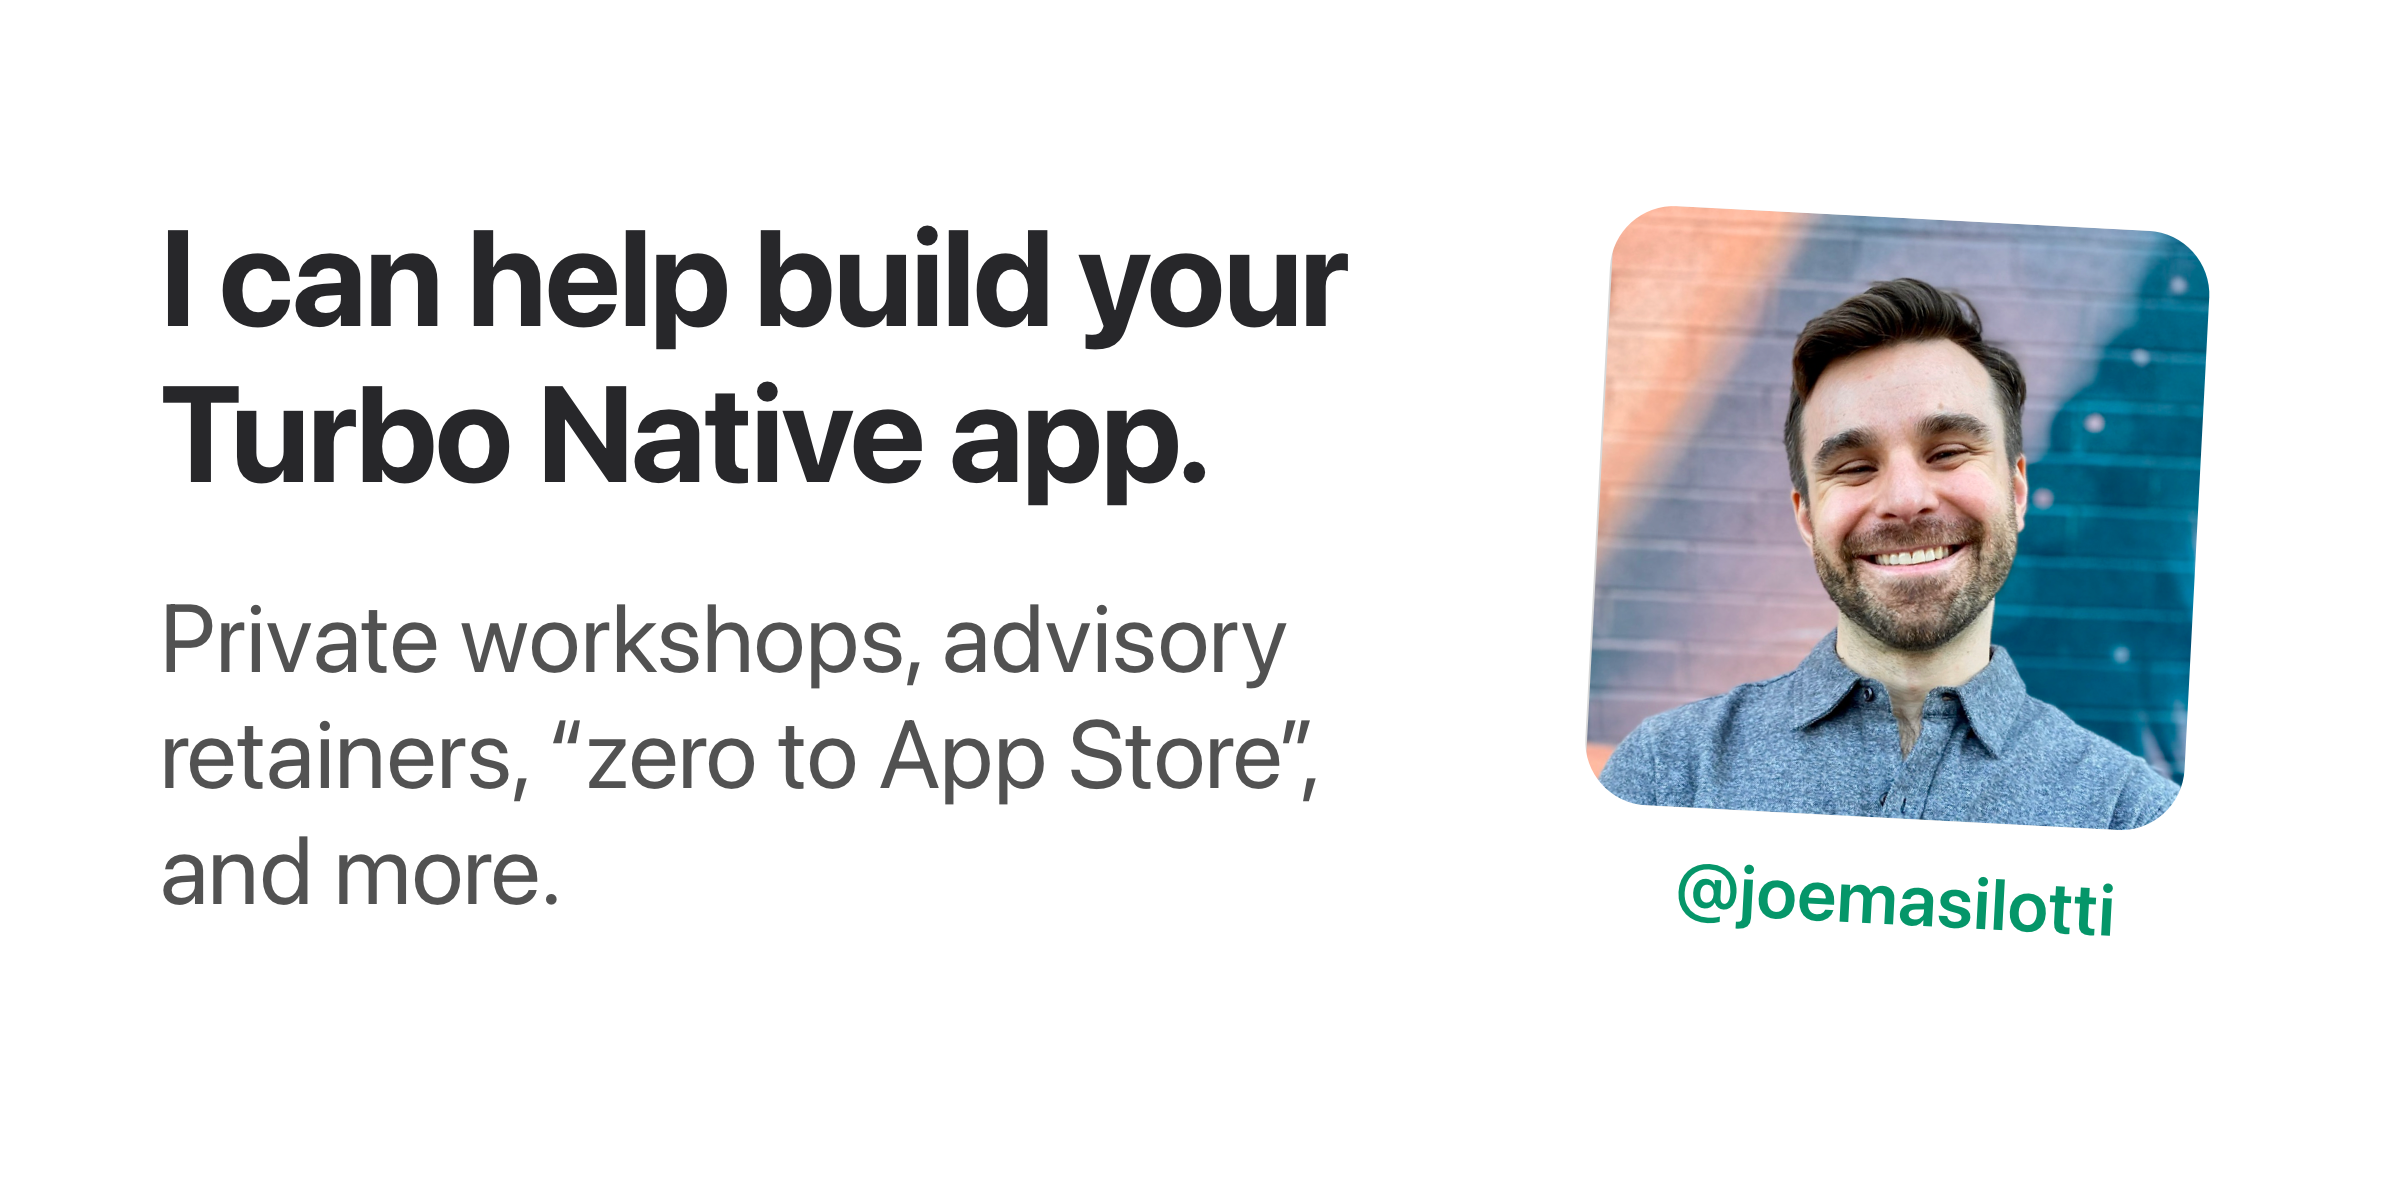 I can help build your
Turbo Native app.
Private workshops, advisory
retainers, “zero to App Store”,
and more.
@joemasilotti